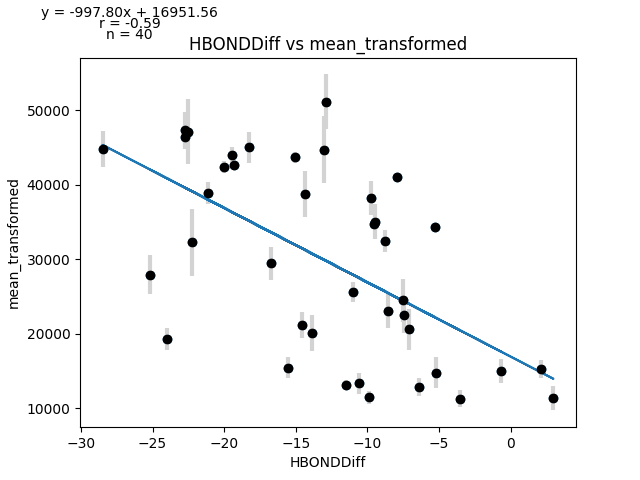 y = -997.80x + 16951.56
r = -0.59
n = 40
HBONDDiff vs mean_transformed
50000
40000
30000
20000
10000
mean_transformed
−30
−25
−20
−15
−10
−5
0
HBONDDiff